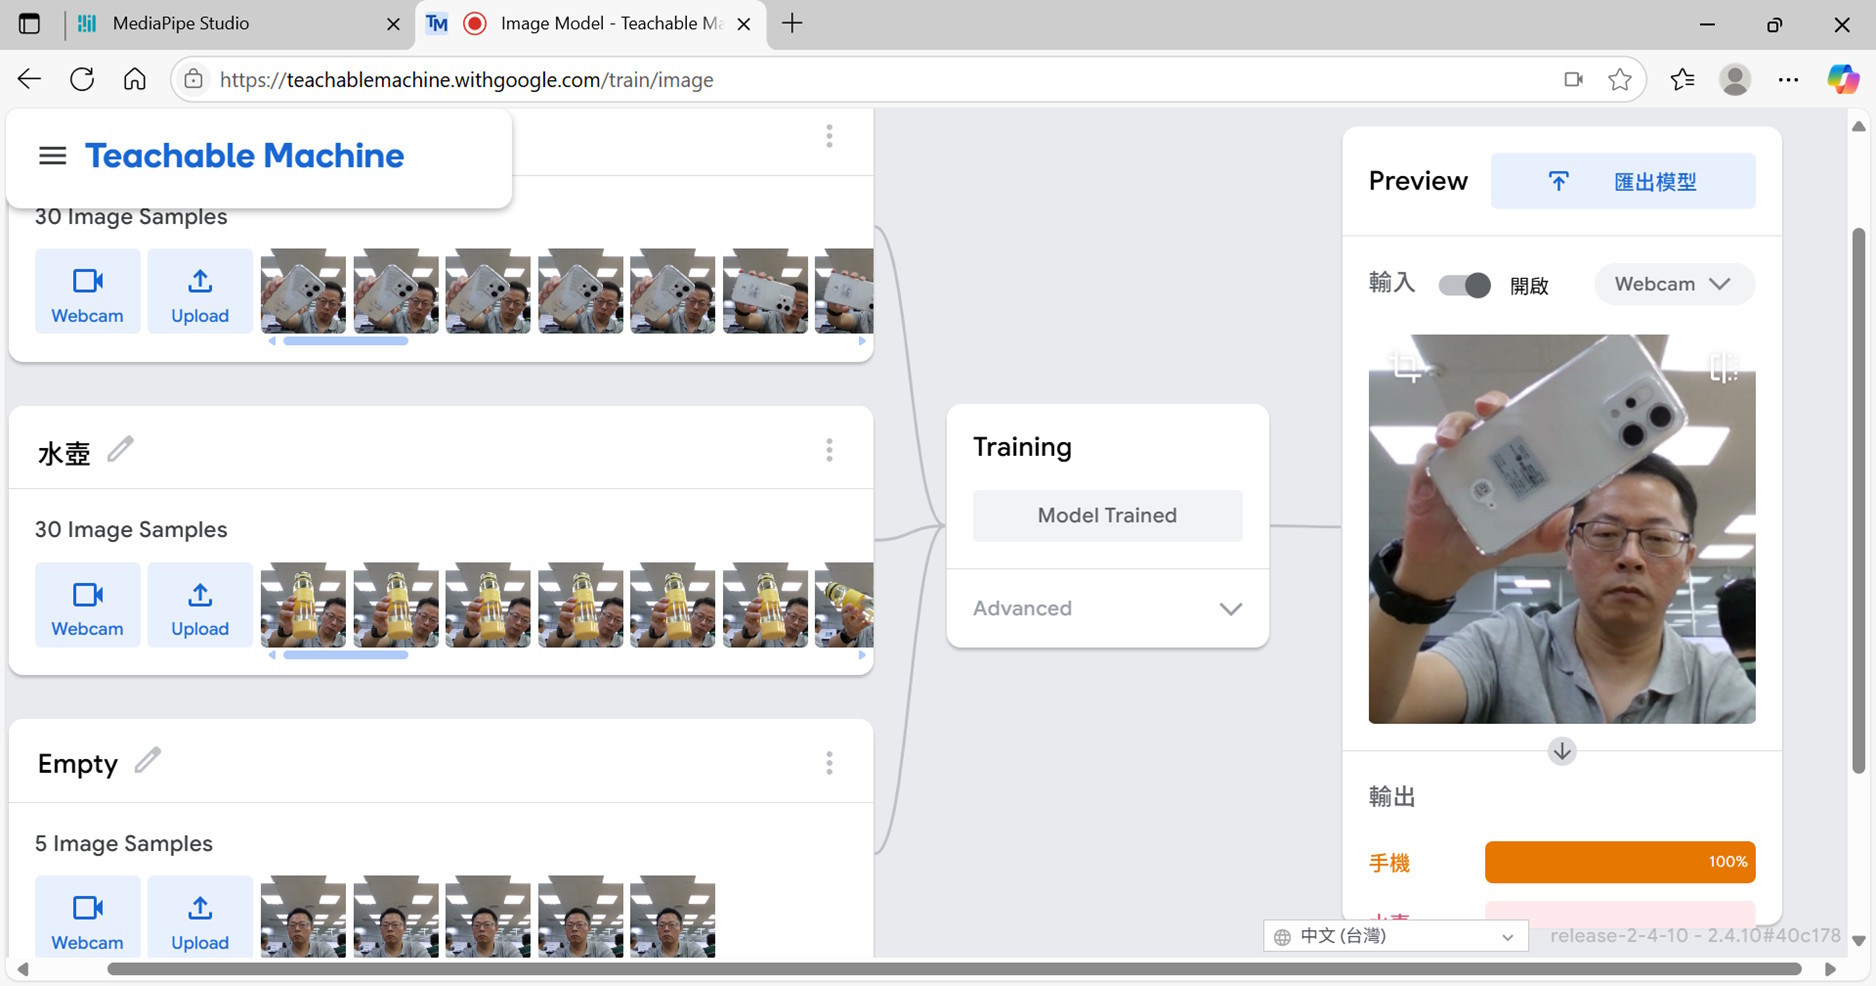 MediaPipe Studio
TM
Image Model - Teachable Ma
https://teachablemachine.withgoogle.com/train/image
Teachable Machine
30 Image Samples
Webcam
Upload
水壺
30 Image Samples
Webcam
Upload
Empty
5 Image Samples
Webcam
Upload
Training
Model Trained
Advanced
Preview
匯出模型
輸入
開啟
Webcam
輸出
手機
100%
中文 (台灣)
release-2-4-10 - 2.4.10#40c178